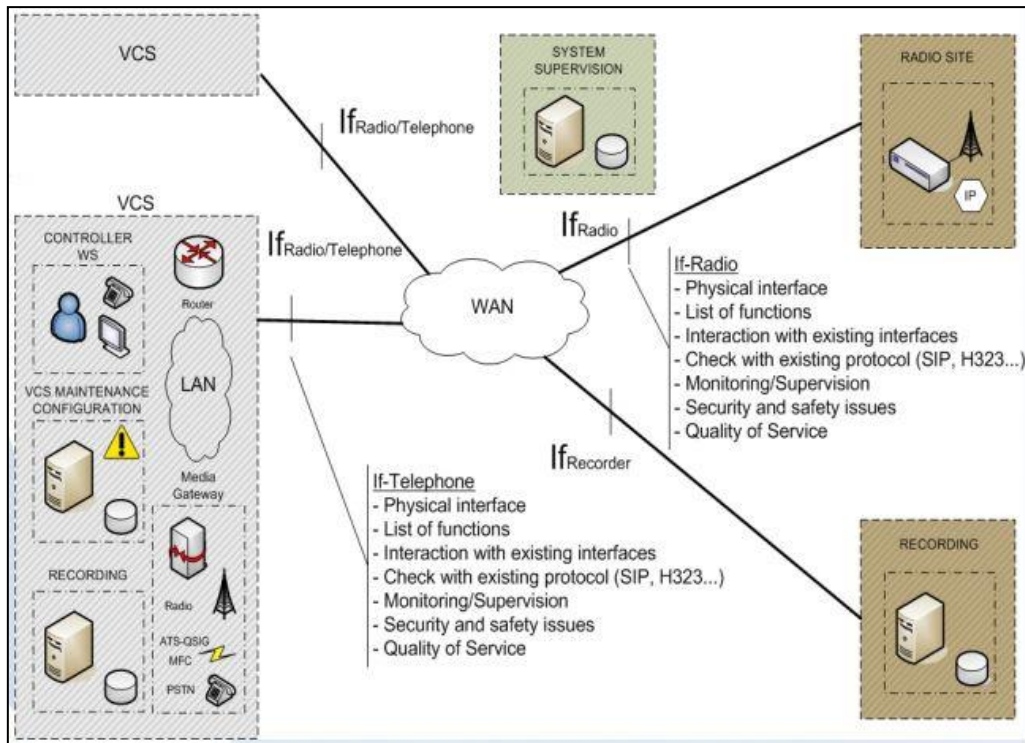 VCS
SYSTEM
SUPERVISION
RADIO SITE
IP
IfRadio/Telephone
VCS
CONTROLLER
WS
Router
LAN
VCS MAINTENANCE
CONFIGURATION
Media
Gateway
RECORDING
Radio
ATS-QSIG
MFC
PSTN
IfRadio/Telephone
WAN
IfRadio
If-Radio
- Physical interface
- List of functions
- Interaction with existing interfaces
- Check with existing protocol (SIP, H323...)
- Monitoring/Supervision
- Security and safety issues
- Quality of Service
IfRecorder
If-Telephone
- Physical interface
- List of functions
- Interaction with existing interfaces
- Check with existing protocol (SIP, H323...)
- Monitoring/Supervision
- Security and safety issues
- Quality of Service
RECORDING